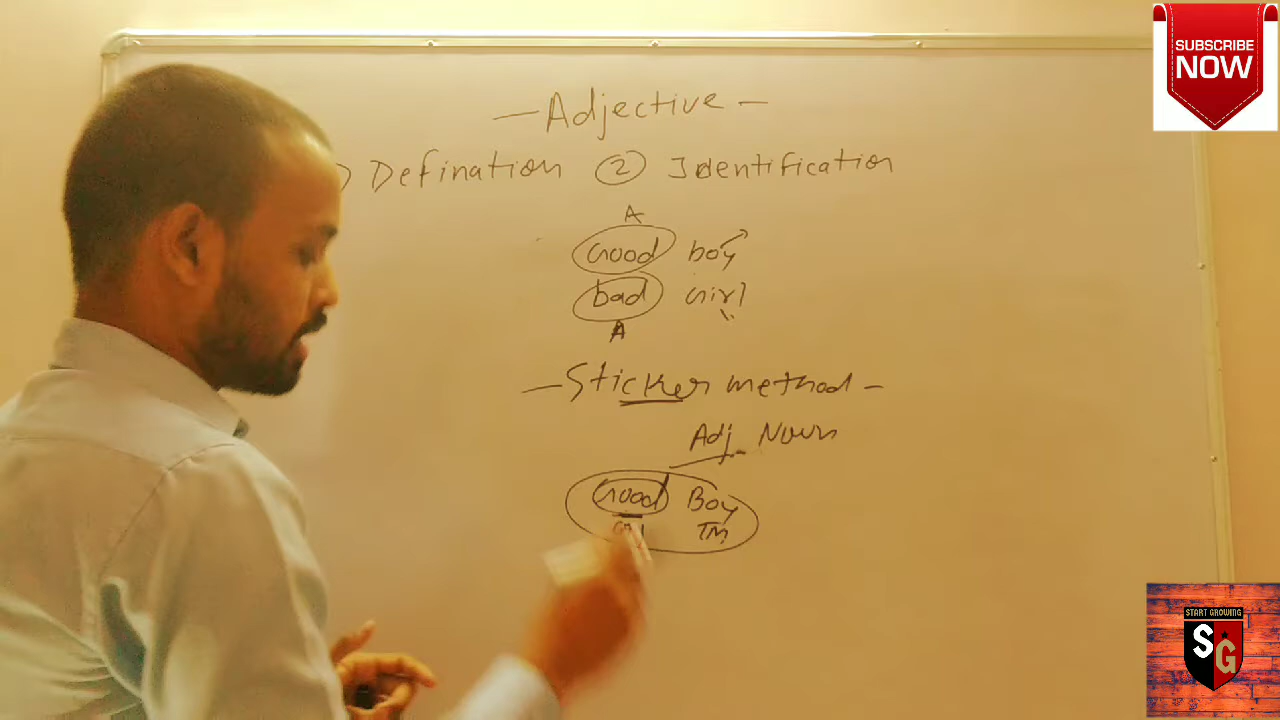 SUBSCRIBE
NOW
- Adjective -
) Defination ② Identification
A
Good boy
bad Girl
A
- Sticker method -
Adj Noun
Good Boy
TM
START GROWING
SG